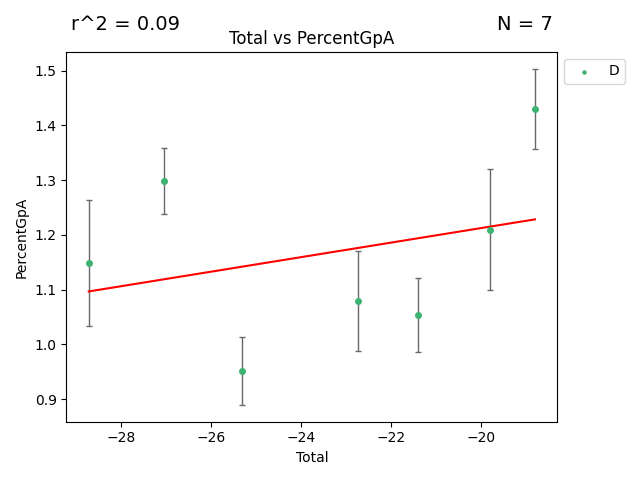 r^2 = 0.09 N = 7
Total vs PercentGpA
D
1.5
1.4
1.3
1.2
1.1
1.0
0.9
PercentGpA
−28 −26 −24 −22 −20
Total